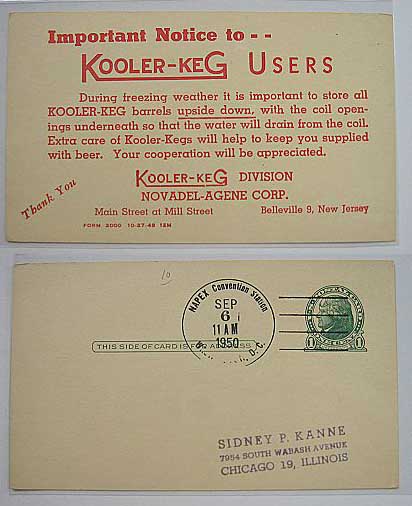 Important Notice to - -
KOOLER-KEG USERS
During freezing weather it is important to store all
KOOLER-KEG barrels upside down, with the coil open-
ings underneath so that the water will drain from the coil.
Extra care of Kooler-Kegs will help to keep you supplied
with beer. Your cooperation will be appreciated.
Thank You
KOOLER-KEG DIVISION
NOVADEL-AGENE CORP.
Main Street at Mill Street Belleville 9, New Jersey
FORM 2000 10-27-48 15M
10
NAPEX Convention Station
SEP
6
11 AM
1950
D.C.
THIS SIDE OF CARD IS FOR ADDRESS
1 1
SIDNEY P. KANNE
7954 SOUTH WABASH AVENUE
CHICAGO 19, ILLINOIS